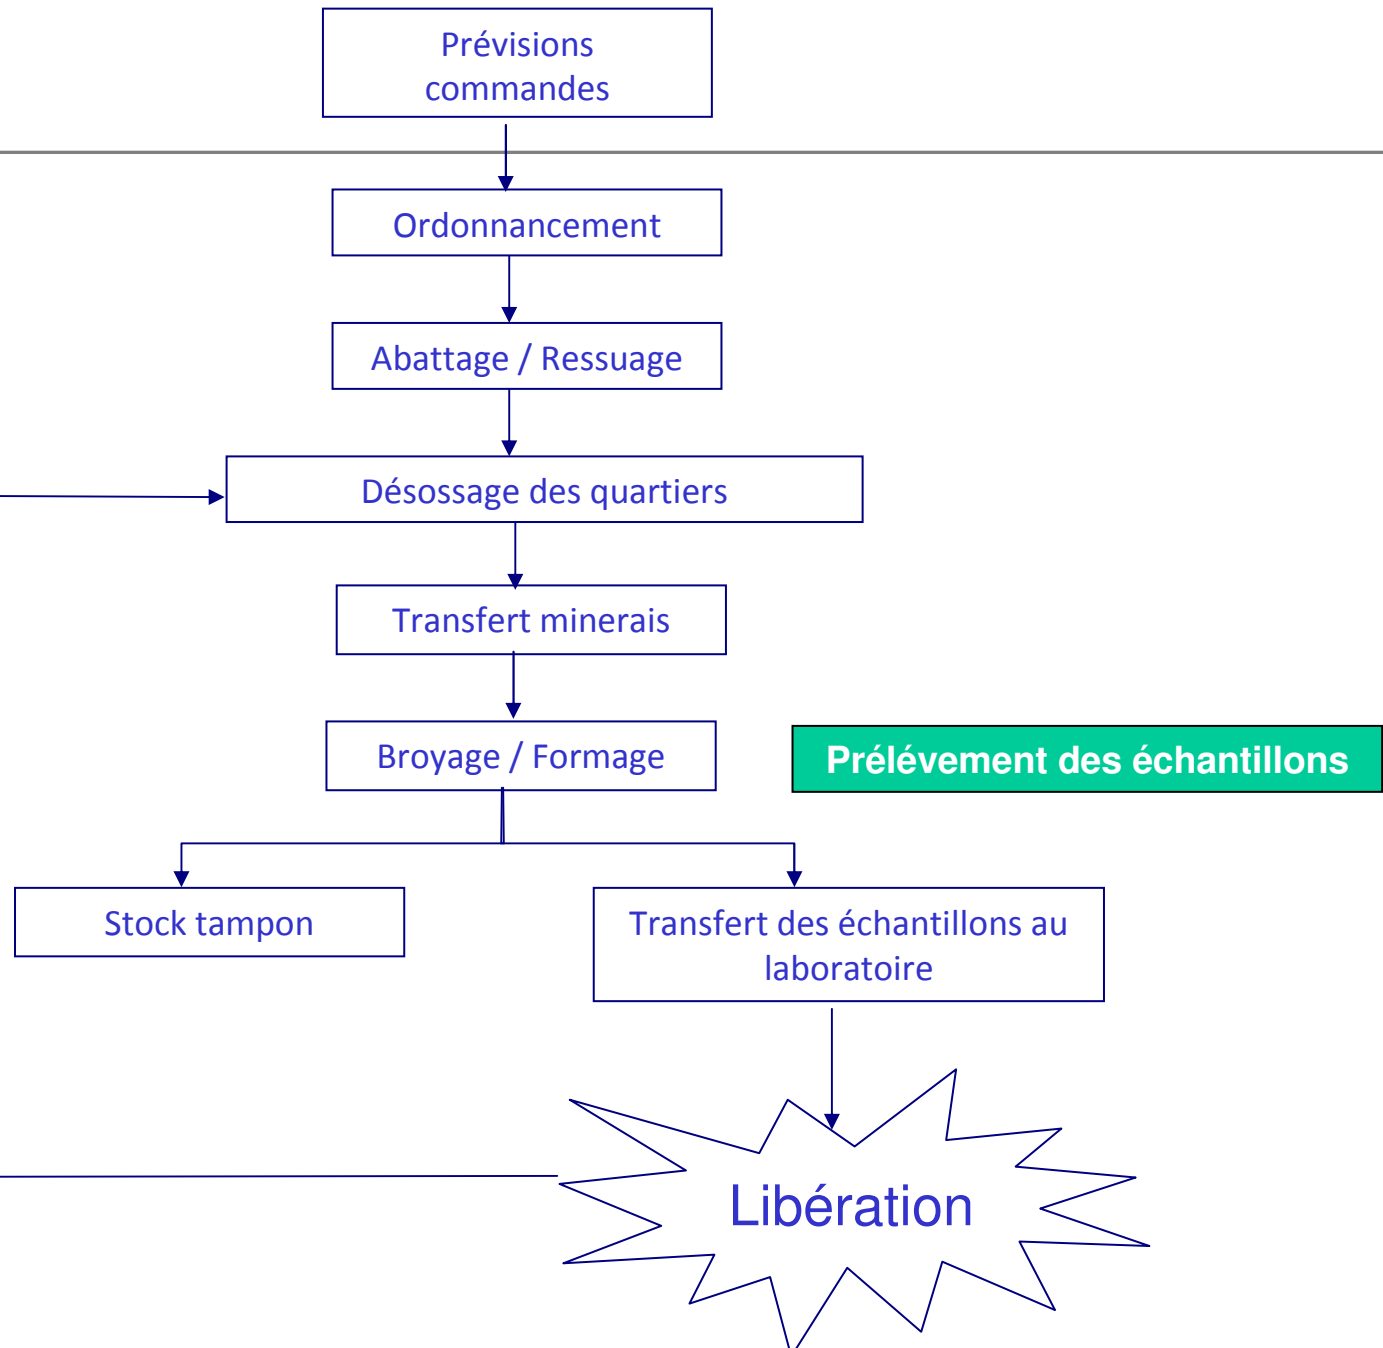 Prévisions
commandes
Ordonnancement
Abattage / Ressuage
Désossage des quartiers
Transfert minerais
Broyage / Formage
Prélévement des échantillons
Stock tampon
Transfert des échantillons au
laboratoire
Libération